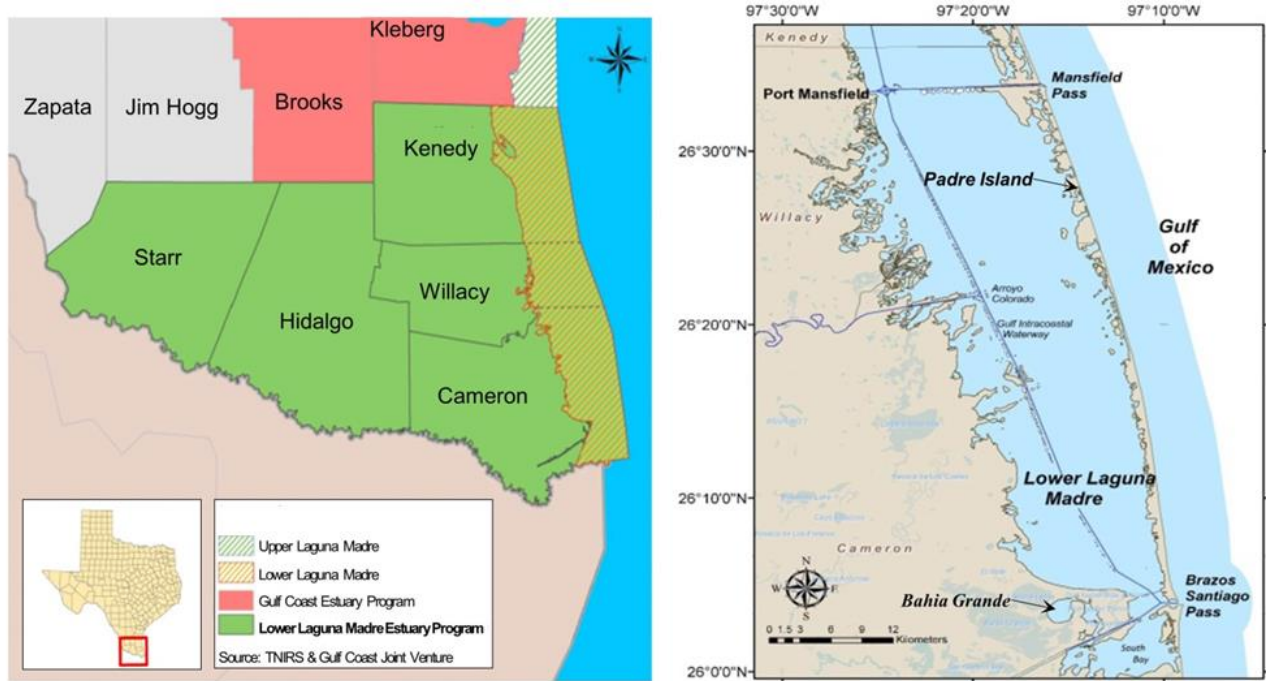 Kleberg
Zapata
Jim Hogg
Brooks
Kenedy
Starr
Willacy
Hidalgo
Cameron
Upper Laguna Madre
Lower Laguna Madre
Gulf Coast Estuary Program
Lower Laguna Madre Estuary Program
Source: TNIRS & Gulf Coast Joint Venture
97°30'0"W
97°20'0"W
97°10'0"W
Kenedy
Port Mansfield
Mansfield
Pass
26°30'0"N
Padre Island
Willacy
Gulf
of
Mexico
Arroyo
Colorado
Gulf Intracoastal
Waterway
26°20'0"N
26°10'0"N
Lower Laguna
Madre
Cameron
N
W
E
S
Bahia Grande
Brazos
Santiago
Pass
0 1.5 3 6 9 12
Kilometers
South
Bay
26°0'0"N